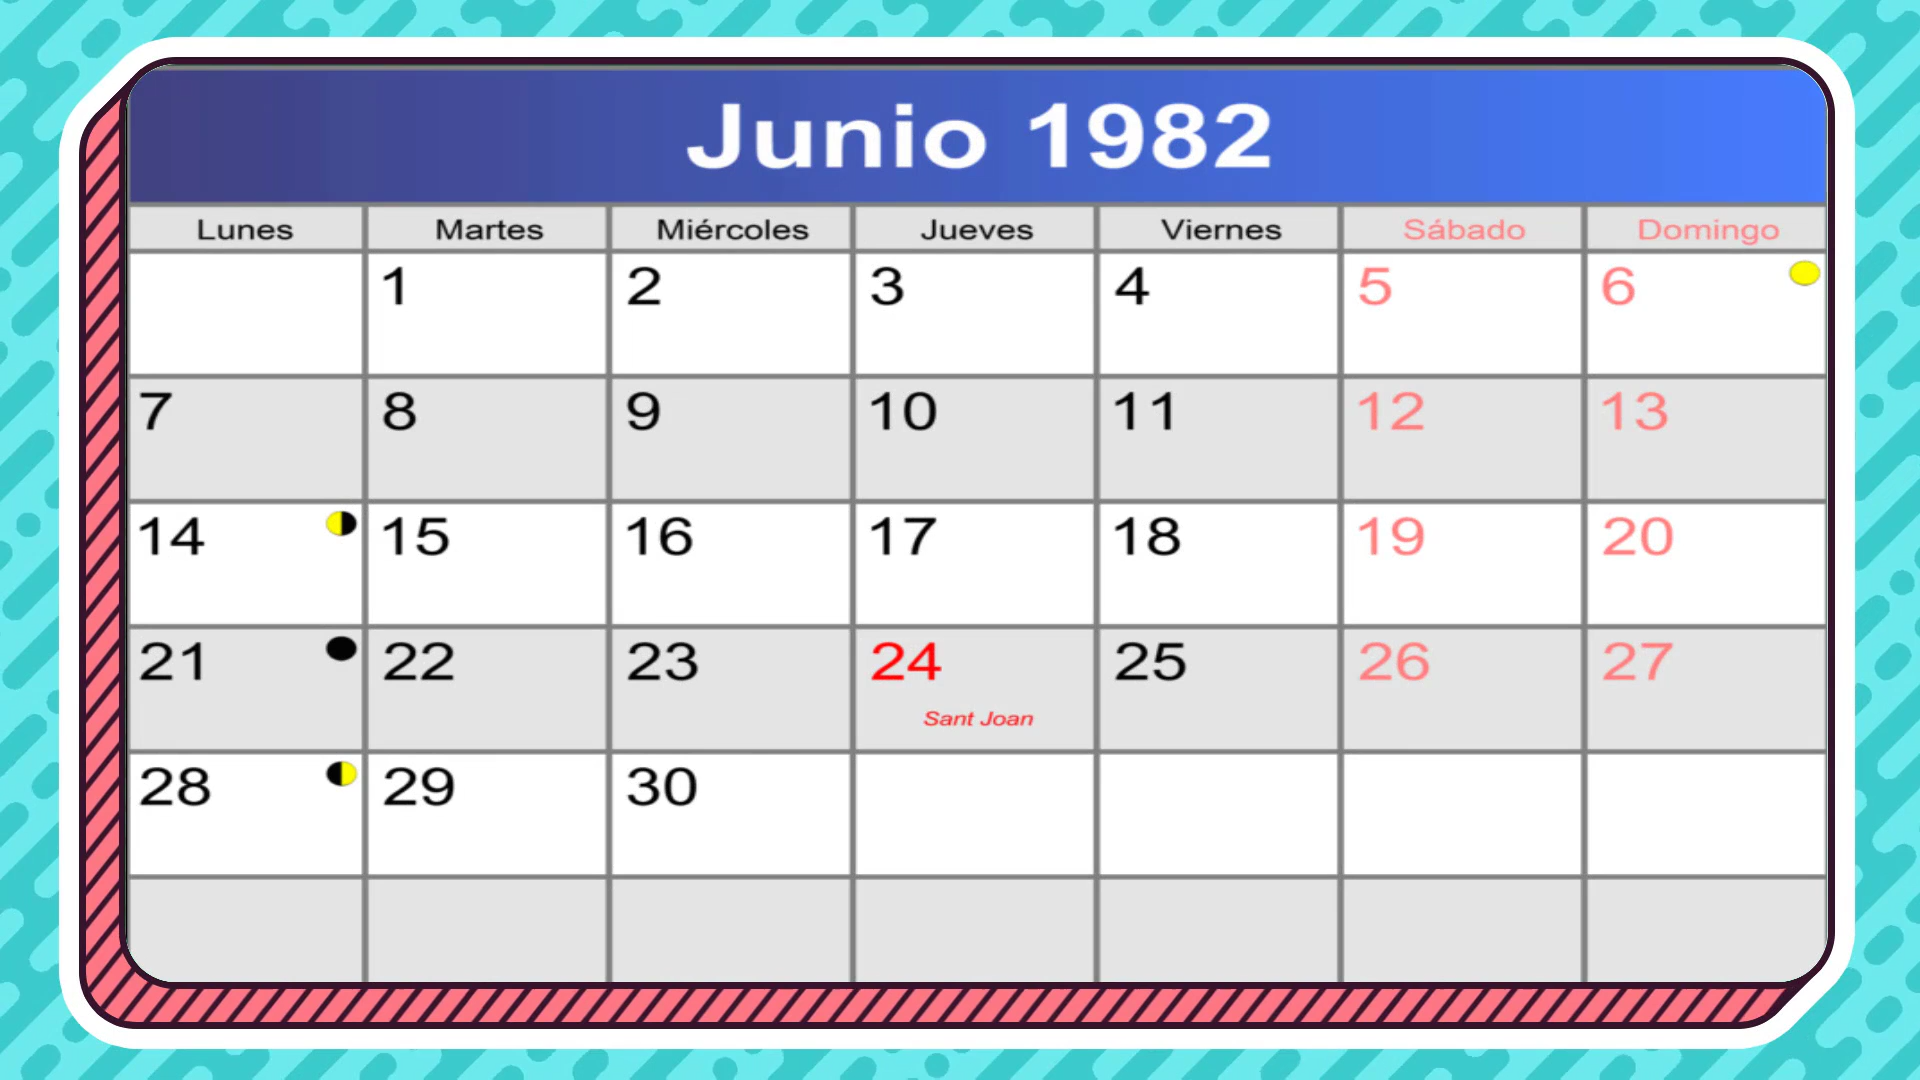 Junio 1982
Lunes Martes Miércoles Jueves Viernes Sábado Domingo
1 2 3 4 5 6
7 8 9 10 11 12 13
14 15 16 17 18 19 20
21 22 23 24 25 26 27
Sant Joan
28 29 30